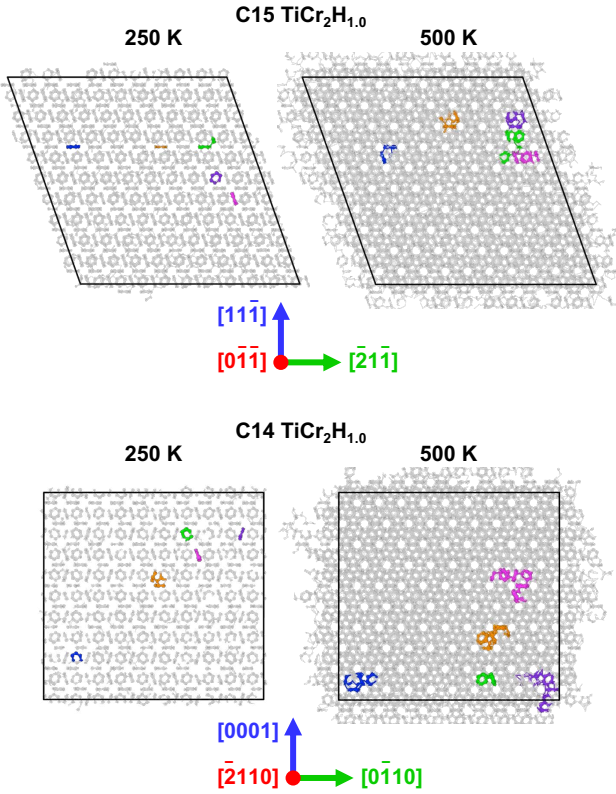 C15 TiCr₂H₁.₀
250 K 500 K
[111̄]
[01̄1̄] [2̄11̄]
C14 TiCr₂H₁.₀
250 K 500 K
[0001]
[2̄110] [01̄10]